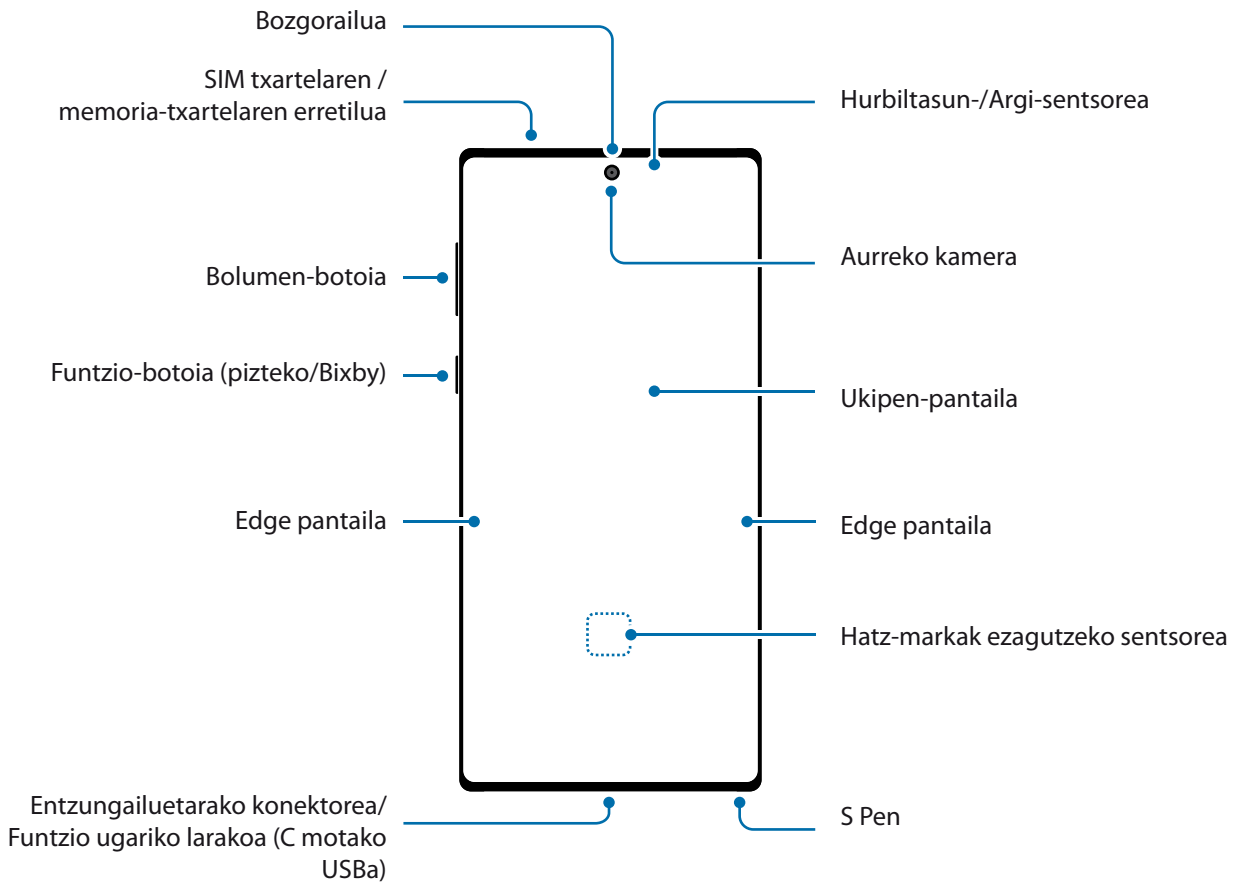 Bozgorailua
SIM txartelaren /
memoria-txartelaren erretilua
Bolumen-botoia
Funtzio-botoia (pizteko/Bixby)
Edge pantaila
Entzungailuetarako konektorea/
Funtzio ugariko larakoa (C motako
USBa)
Hurbiltasun-/Argi-sentsorea
Aurreko kamera
Ukipen-pantaila
Edge pantaila
Hatz-markak ezagutzeko sentsorea
S Pen